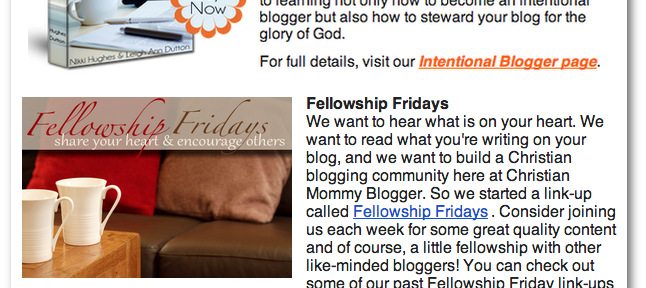 to learning not only how to become an intentional
blogger but also how to steward your blog for the
glory of God.
Now
Hughes
Dutton
Nikki Hughes & Leigh Ann Dutton
For full details, visit our Intentional Blogger page.
Fellowship Fridays
share your heart & encourage others
Fellowship Fridays
We want to hear what is on your heart. We
want to read what you're writing on your
blog, and we want to build a Christian
blogging community here at Christian
Mommy Blogger. So we started a link-up
called Fellowship Fridays . Consider joining
us each week for some great quality content
and of course, a little fellowship with other
like-minded bloggers! You can check out
some of our past Fellowship Friday link-ups